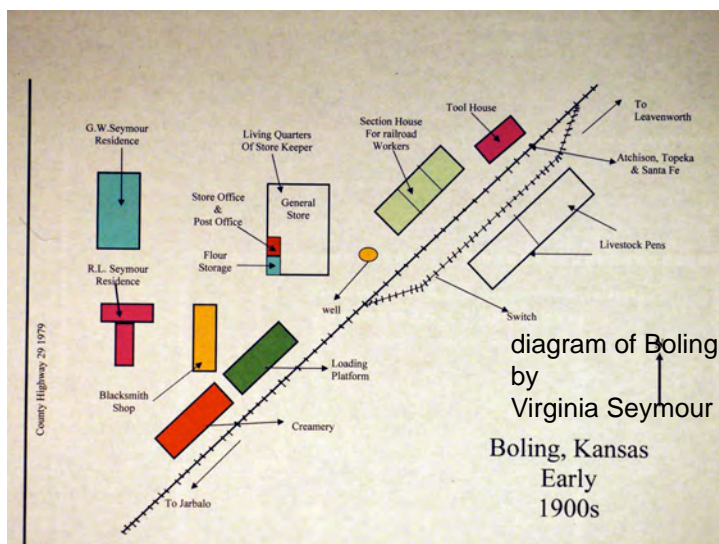 G.W.Seymour
Residence
Living Quarters
Of Store Keeper
Section House
For railroad
Workers
Tool House
To
Leavenworth
Atchison, Topeka
& Santa Fe
Store Office
&
Post Office
General
Store
Flour
Storage
Livestock Pens
R.L. Seymour
Residence
well
Switch
diagram of Boling
by
Virginia Seymour
Loading
Platform
Blacksmith
Shop
Creamery
Boling, Kansas
Early
1900s
To Jarbalo
County Highway 29 1979